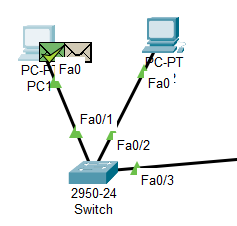 PC-PT
PC-P
Fa0
PC1
Fa0
Fa0/1
Fa0/2
Fa0/3
2950-24
Switch